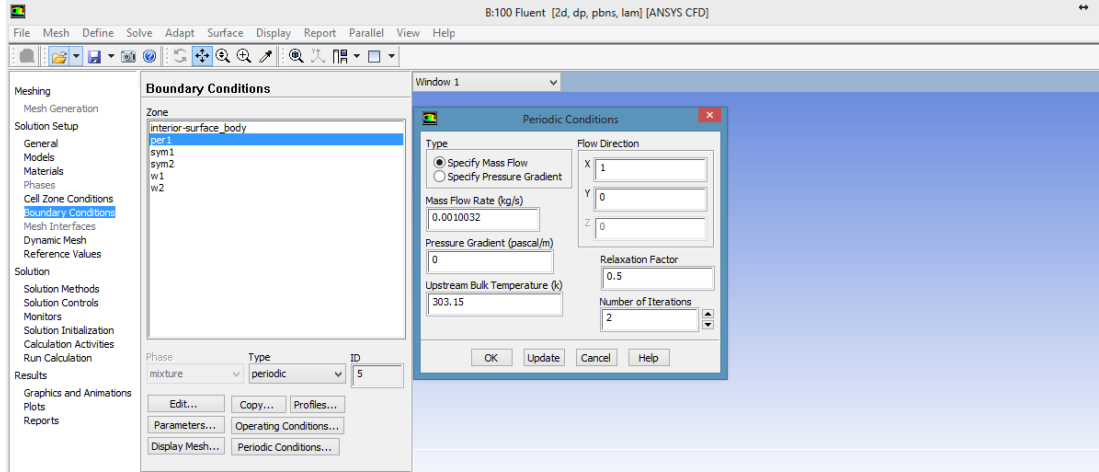 B:100 Fluent [2d, dp, pbns, lam] [ANSYS CFD]
File Mesh Define Solve Adapt Surface Display Report Parallel View Help
Meshing
Mesh Generation
Solution Setup
General
Models
Materials
Phases
Cell Zone Conditions
Boundary Conditions
Mesh Interfaces
Dynamic Mesh
Reference Values
Solution
Solution Methods
Solution Controls
Monitors
Solution Initialization
Calculation Activities
Run Calculation
Results
Graphics and Animations
Plots
Reports
Boundary Conditions
Zone
interior-surface_body
per1
sym1
sym2
w1
w2
Phase Type ID
mixture periodic 5
Edit... Copy... Profiles...
Parameters... Operating Conditions...
Display Mesh... Periodic Conditions...
Window 1
Periodic Conditions
Type
Specify Mass Flow
Specify Pressure Gradient
Mass Flow Rate (kg/s)
0.0010032
Pressure Gradient (pascal/m)
0
Upstream Bulk Temperature (k)
303.15
Flow Direction
X 1
Y 0
Z 0
Relaxation Factor
0.5
Number of Iterations
2
OK Update Cancel Help